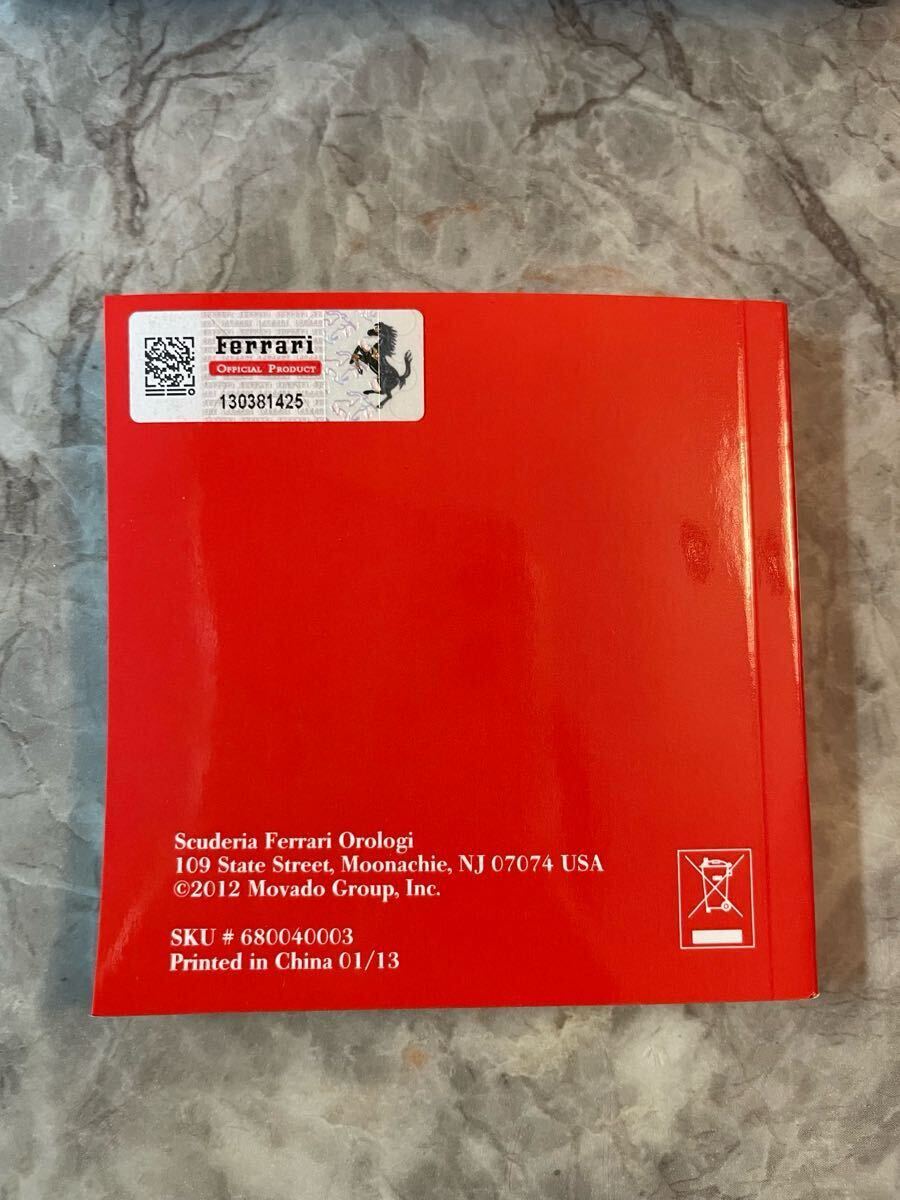 Ferrari
OFFICIAL PRODUCT
130381425
Scuderia Ferrari Orologi
109 State Street, Moonachie, NJ 07074 USA
©2012 Movado Group, Inc.
SKU # 680040003
Printed in China 01/13